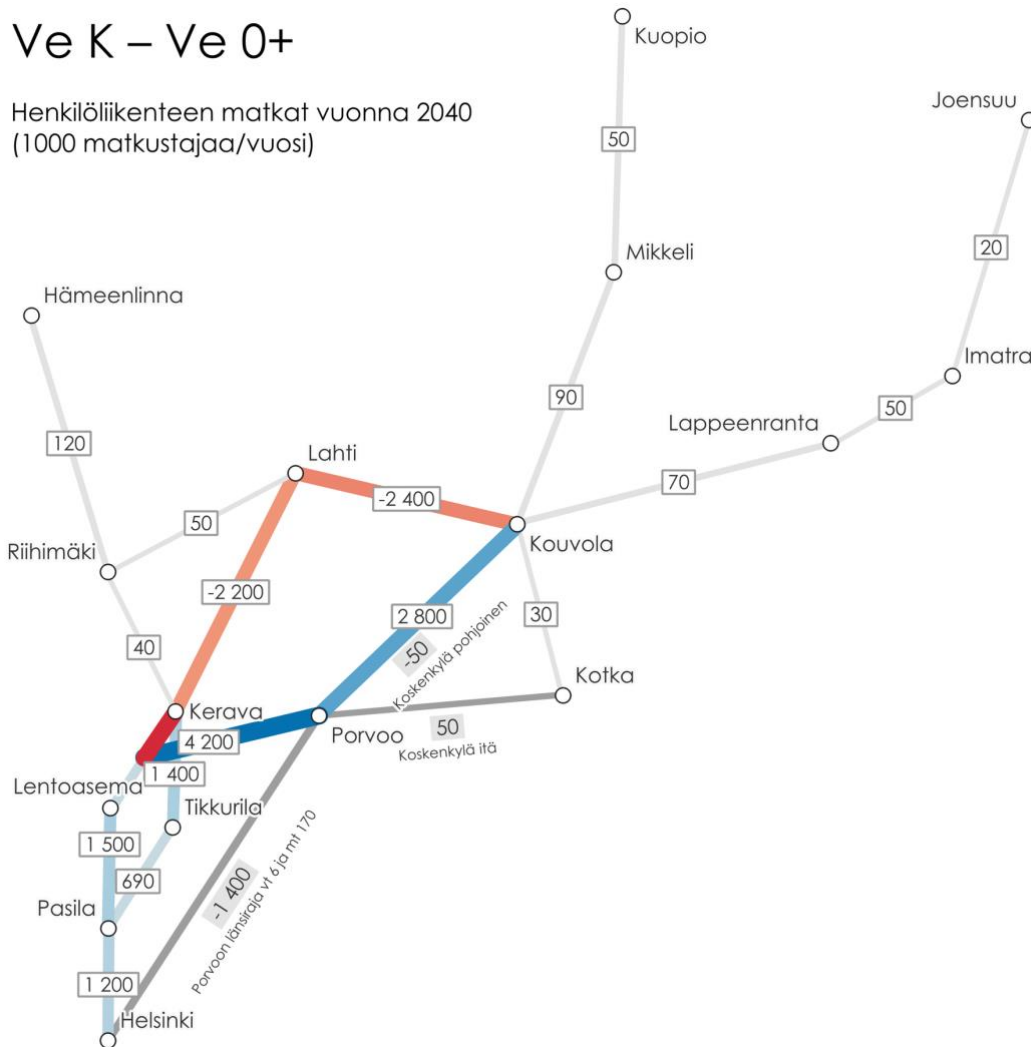 Ve K – Ve 0+
Henkilöliikenteen matkat vuonna 2040
(1000 matkustajaa/vuosi)
Kuopio
Joensuu
50
20
Mikkeli
Hämeenlinna
Imatra
90
50
Lappeenranta
120
Lahti
70
-2 400
50
Kouvola
Riihimäki
-2 200
2 800
30
40
-50
Koskenkylä pohjoinen
Kotka
Kerava
Porvoo
50
Koskenkylä itä
4 200
1 400
Lentoasema
Tikkurila
1 500
690
-1 400
Porvoon länsiraja vt 6 ja mt 170
Pasila
1 200
Helsinki